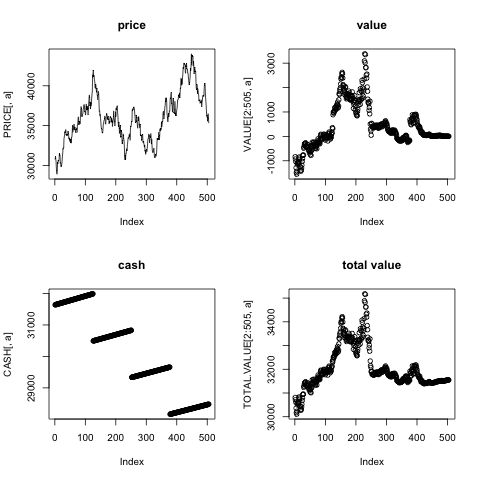 price
PRICE[, a]
30000 35000 40000
0 100 200 300 400 500
Index
value
VALUE[2:505, a]
-1000 0 1000 3000
0 100 200 300 400 500
Index
cash
CASH[, a]
29000 31000
0 100 200 300 400 500
Index
total value
TOTAL.VALUE[2:505, a]
30000 32000 34000
0 100 200 300 400 500
Index